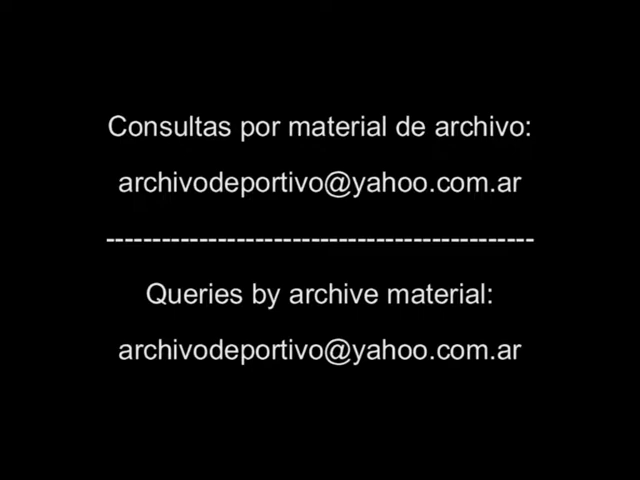 Consultas por material de archivo:
archivodeportivo@yahoo.com.ar
-----------------------------------------------
Queries by archive material:
archivodeportivo@yahoo.com.ar